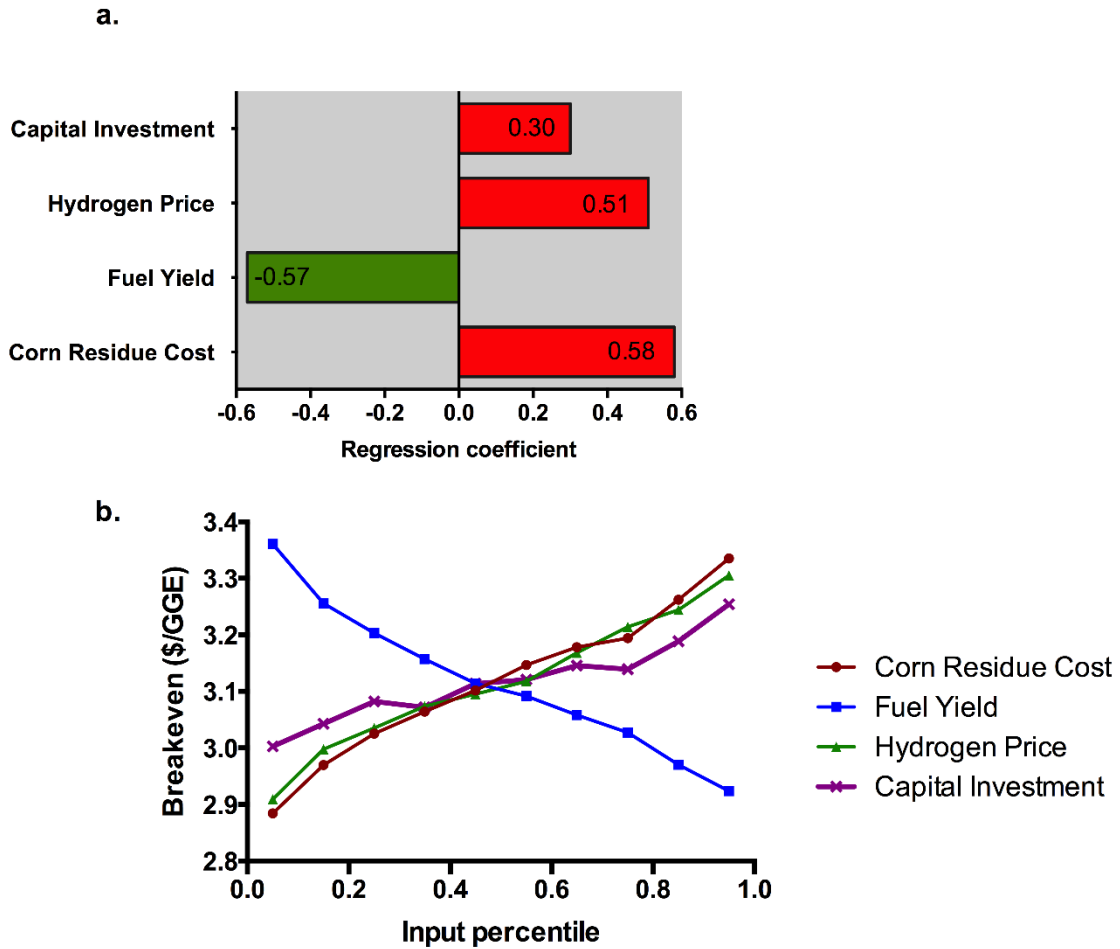 a.
Capital Investment
0.30
Hydrogen Price
0.51
Fuel Yield
-0.57
Corn Residue Cost
0.58
-0.6 -0.4 -0.2 0.0 0.2 0.4 0.6
Regression coefficient
b.
Breakeven ($/GGE)
3.4
3.3
3.2
3.1
3.0
2.9
2.8
0.0 0.2 0.4 0.6 0.8 1.0
Input percentile
Corn Residue Cost
Fuel Yield
Hydrogen Price
Capital Investment